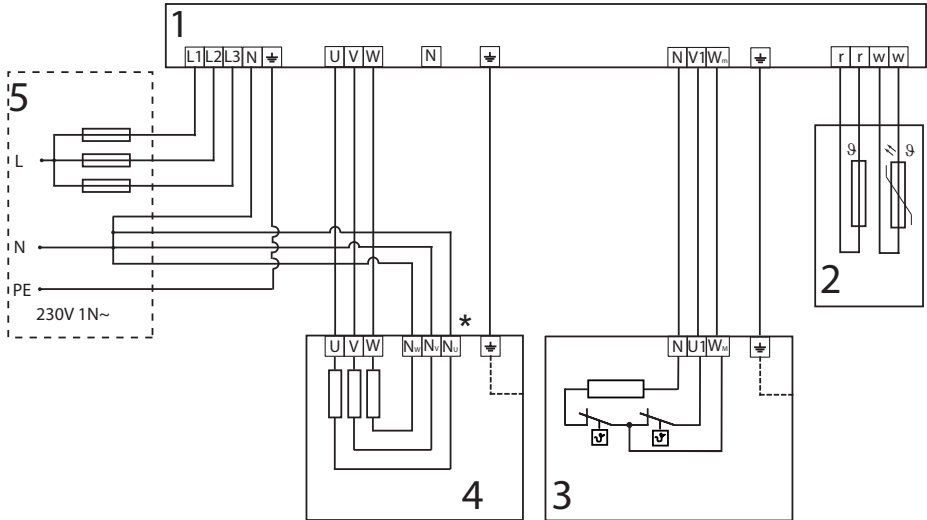 1
L1 L2 L3 N U V W N N V1 Wm r r w w
5
L
ϑ ϑ
N
PE
2
230V 1N~
*
U V W NW NV NU N U1 WM
ϑ ϑ
4 3